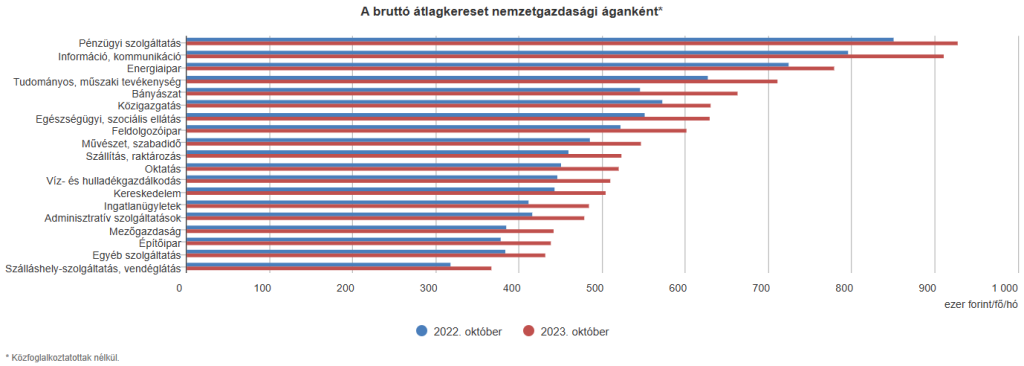 A bruttó átlagkereset nemzetgazdasági áganként*
Pénzügyi szolgáltatás
Információ, kommunikáció
Energiaipar
Tudományos, műszaki tevékenység
Bányászat
Közigazgatás
Egészségügyi, szociális ellátás
Feldolgozóipar
Művészet, szabadidő
Szállítás, raktározás
Oktatás
Víz- és hulladékgazdálkodás
Kereskedelem
Ingatlanügyletek
Adminisztratív szolgáltatások
Mezőgazdaság
Építőipar
Egyéb szolgáltatás
Szálláshely-szolgáltatás, vendéglátás
0 100 200 300 400 500 600 700 800 900 1 000
ezer forint/fő/hó
2022. október 2023. október
* Közfoglalkoztatottak nélkül.